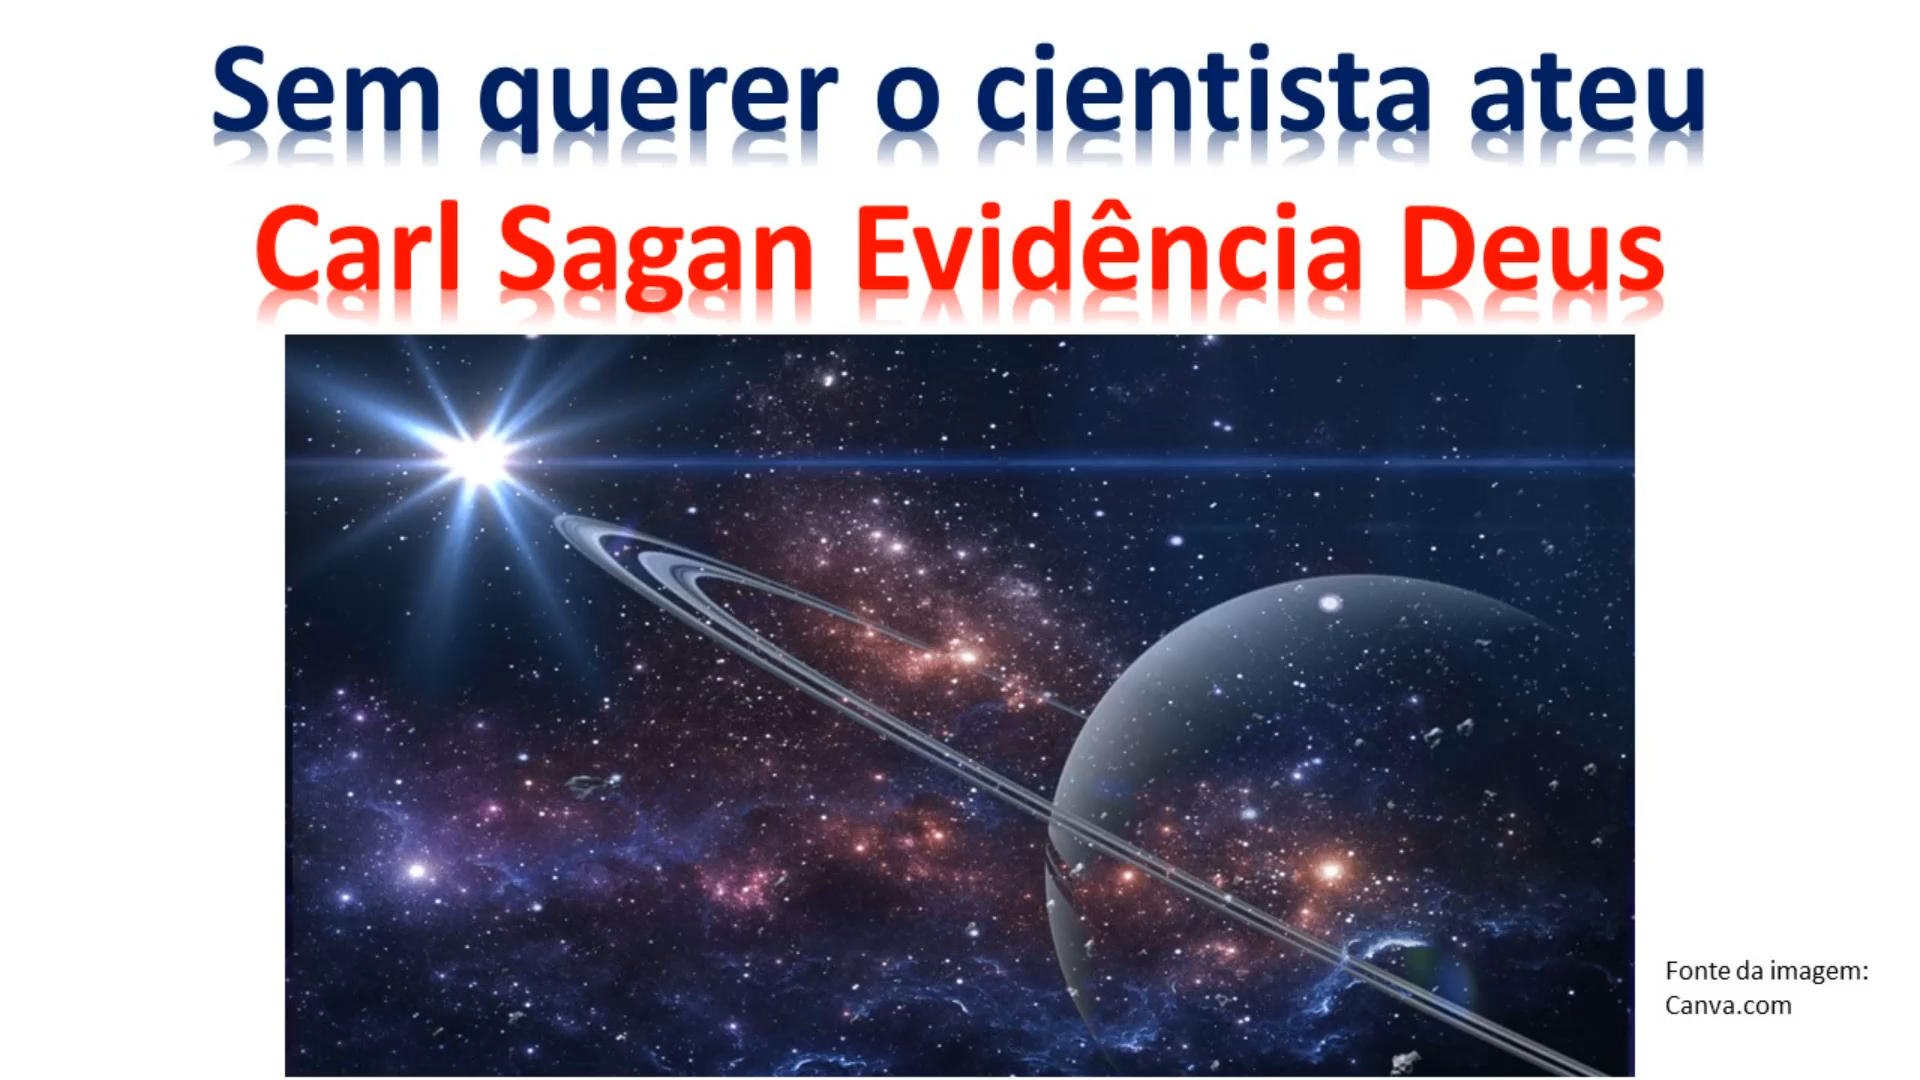 Sem querer o cientista ateu
Carl Sagan Evidência Deus
Fonte da imagem:
Canva.com